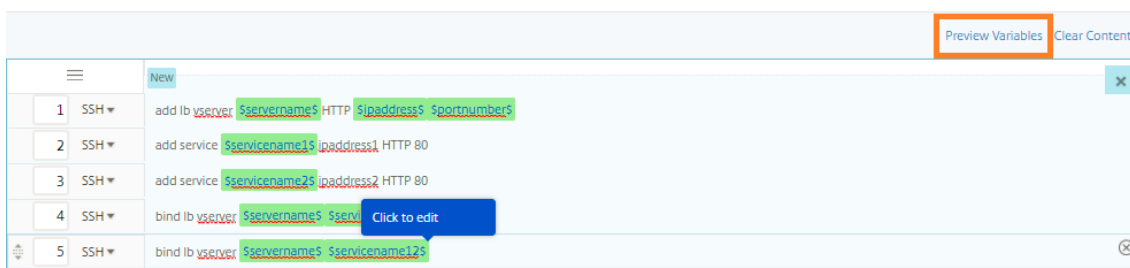 Preview Variables Clear Content
New
1 SSH add lb vserver $servername$ HTTP $ipaddress$ $portnumber$
2 SSH add service $servicename1$ ipaddress1 HTTP 80
3 SSH add service $servicename2$ ipaddress2 HTTP 80
4 SSH bind lb vserver $servername$ $servi
Click to edit
5 SSH bind lb vserver $servername$ $servicename12$